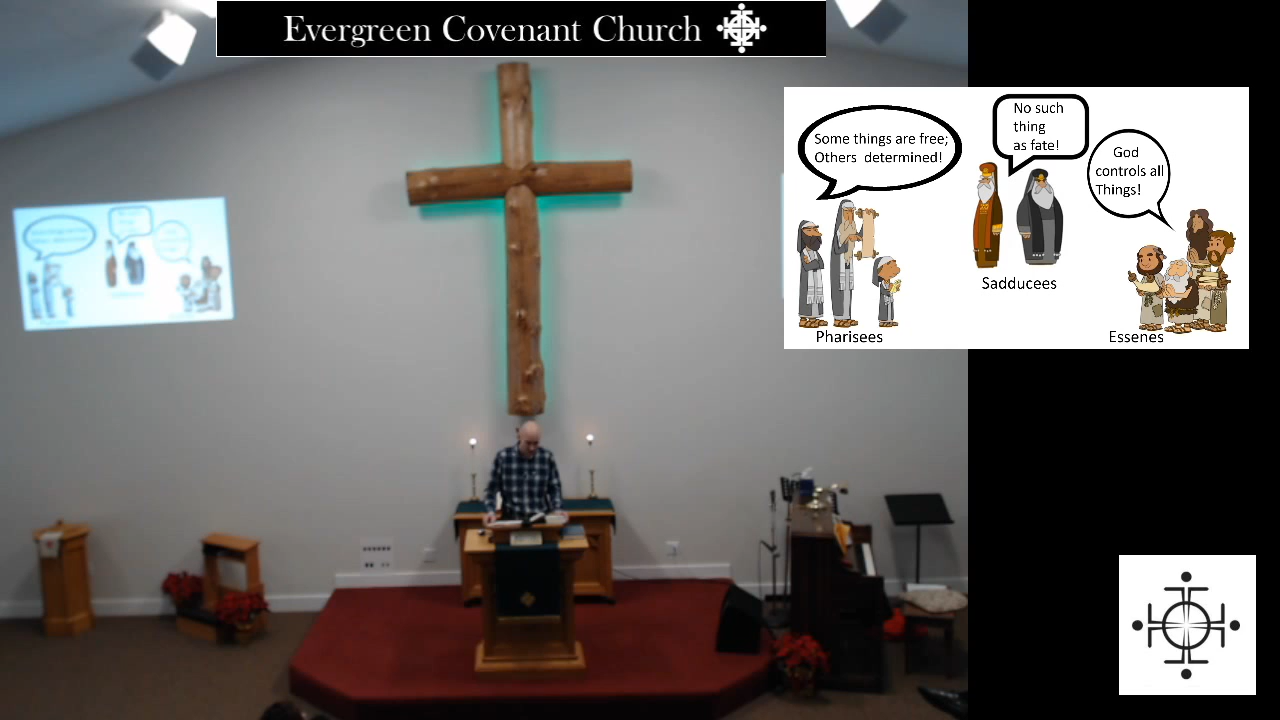 Evergreen Covenant Church
Some things are free;
Others determined!
No such
thing
as fate!
God
controls all
Things!
Pharisees
Sadducees
Essenes